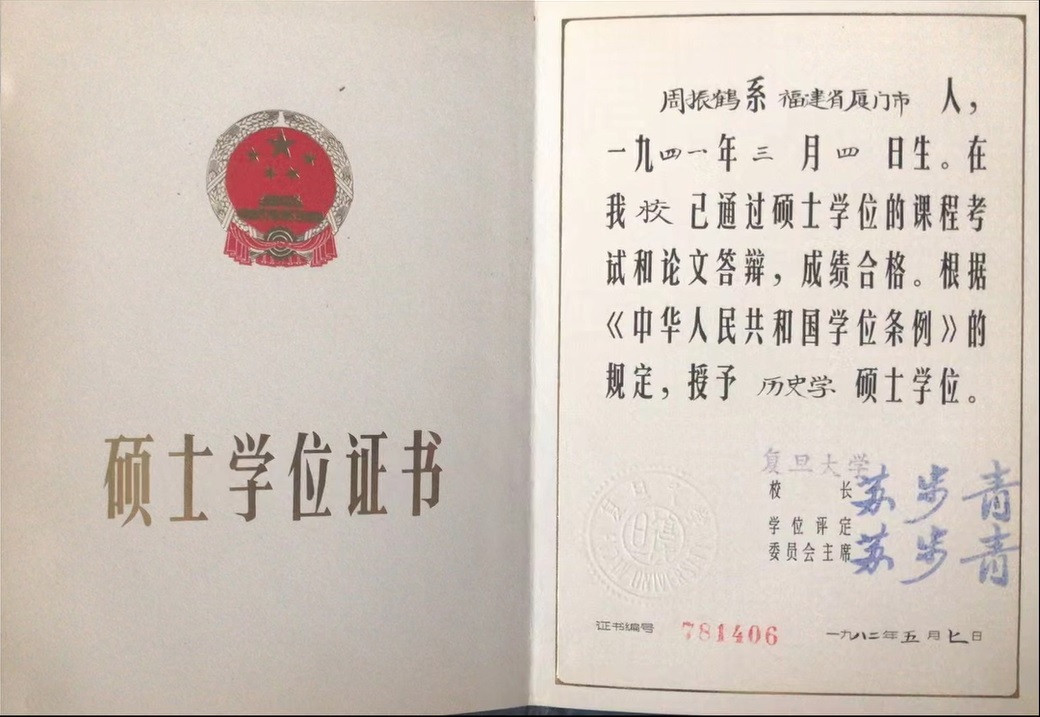 硕士学位证书
周振鹤系 福建省厦门市 人，
一九四一年 三 月 四 日生。在
我 校 已通过硕士学位的课程考
试和论文答辩，成绩合格。根据
《中华人民共和国学位条例》的
规定，授予 历史学 硕士学位。
复旦大学
校 长 苏步青
学位评定
委员会主席 苏步青
证书编号 781406 一九八二年五月七日